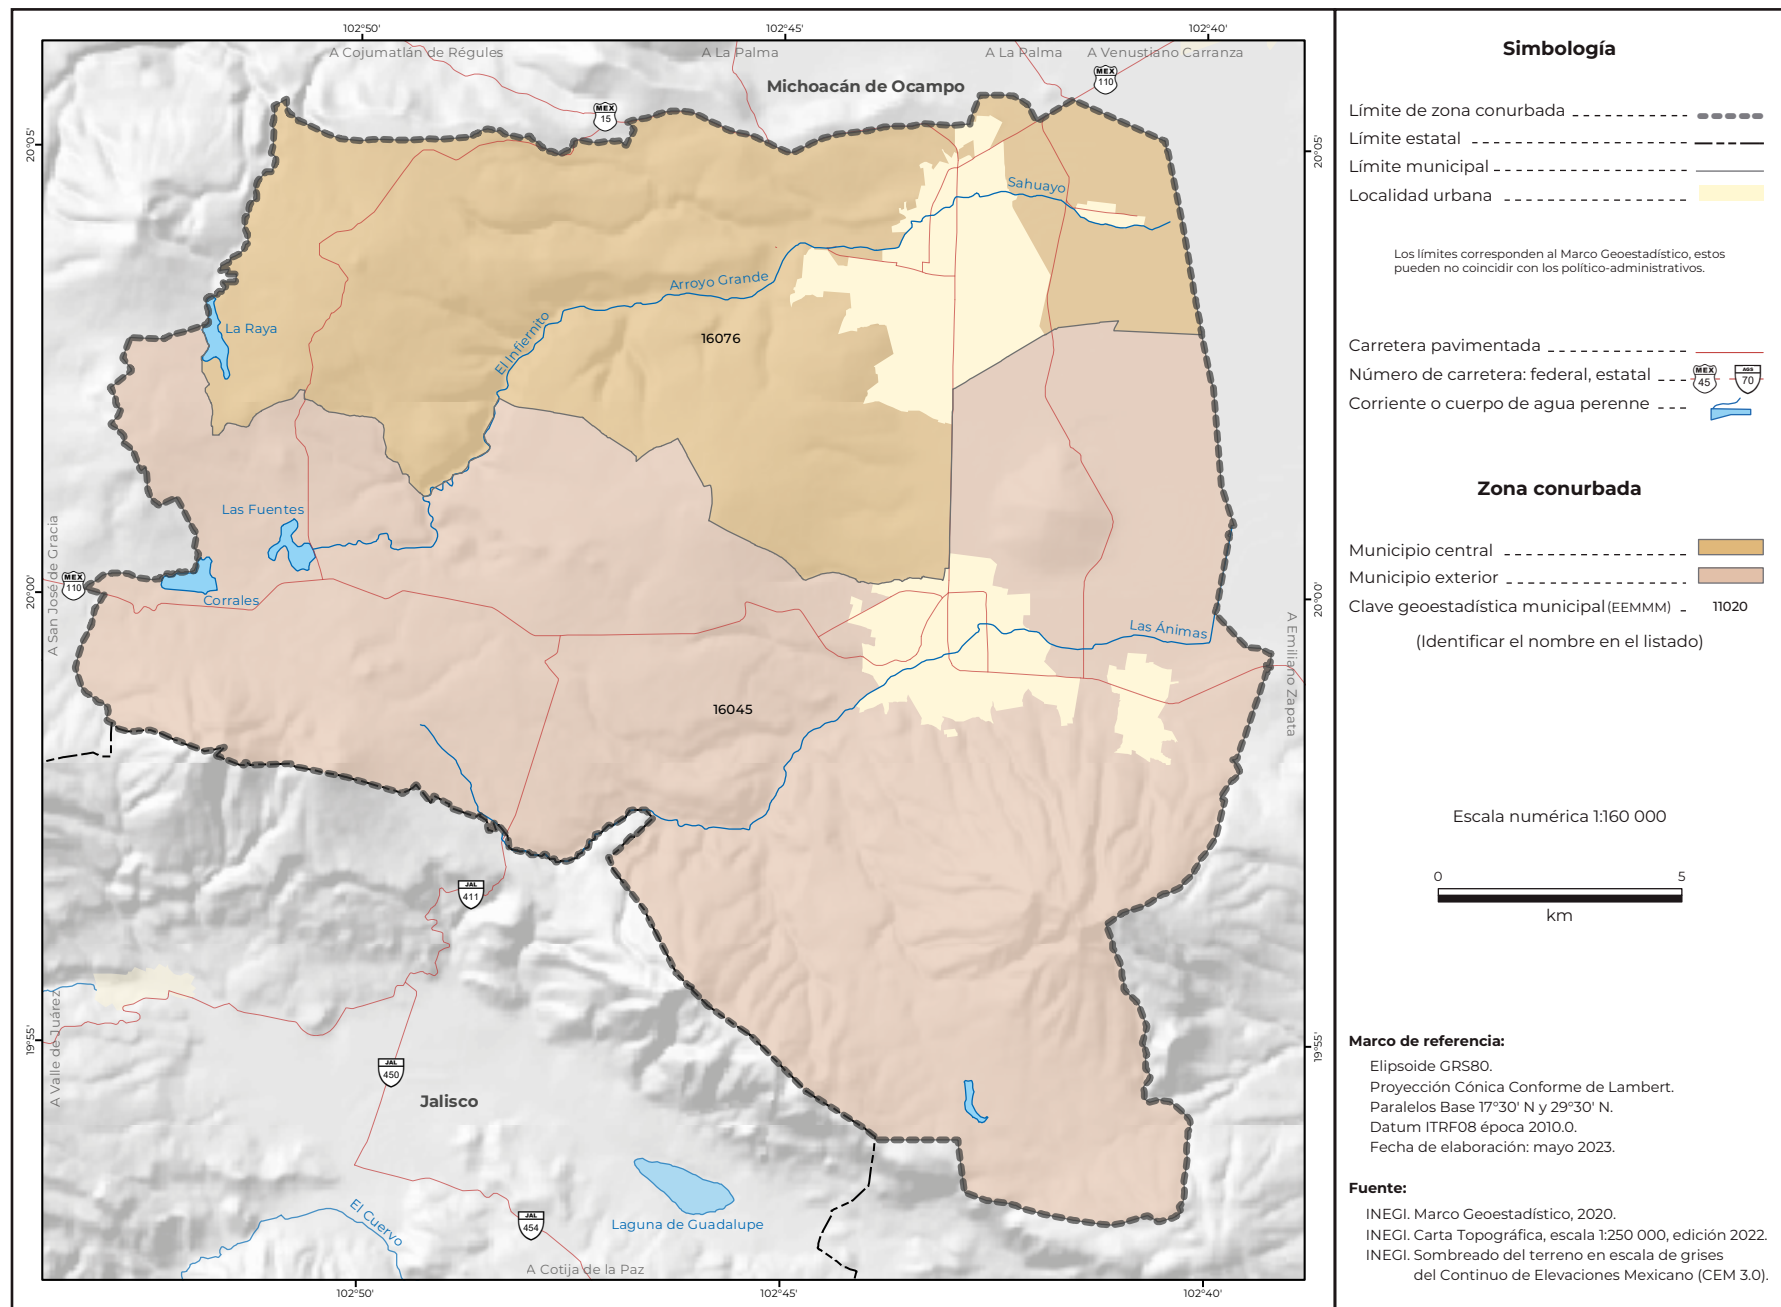 102°50'
102°45'
102°40'
A Cojumatlán de Régules
A La Palma
A La Palma
A Venustiano Carranza
Michoacán de Ocampo
MEX
110
MEX
15
20°05'
20°05'
Sahuayo
Arroyo Grande
La Raya
El Infiernito
16076
Las Fuentes
A San José de Gracia
MEX
110
20°00'
20°00'
Corrales
Las Ánimas
A Emiliano Zapata
16045
JAL
411
A Valle de Juárez
19°55'
19°55'
JAL
450
Jalisco
El Cuervo
Laguna de Guadalupe
JAL
454
A Cotija de la Paz
102°50'
102°45'
102°40'
Simbología
Límite de zona conurbada
Límite estatal
Límite municipal
Localidad urbana
Los límites corresponden al Marco Geoestadístico, estos
pueden no coincidir con los político-administrativos.
Carretera pavimentada
Número de carretera: federal, estatal
MEX
45
AGS
70
Corriente o cuerpo de agua perenne
Zona conurbada
Municipio central
Municipio exterior
Clave geoestadística municipal (EEMMM) 11020
(Identificar el nombre en el listado)
Escala numérica 1:160 000
0 5
km
Marco de referencia:
Elipsoide GRS80.
Proyección Cónica Conforme de Lambert.
Paralelos Base 17°30' N y 29°30' N.
Datum ITRF08 época 2010.0.
Fecha de elaboración: mayo 2023.
Fuente:
INEGI. Marco Geoestadístico, 2020.
INEGI. Carta Topográfica, escala 1:250 000, edición 2022.
INEGI. Sombreado del terreno en escala de grises
del Continuo de Elevaciones Mexicano (CEM 3.0).